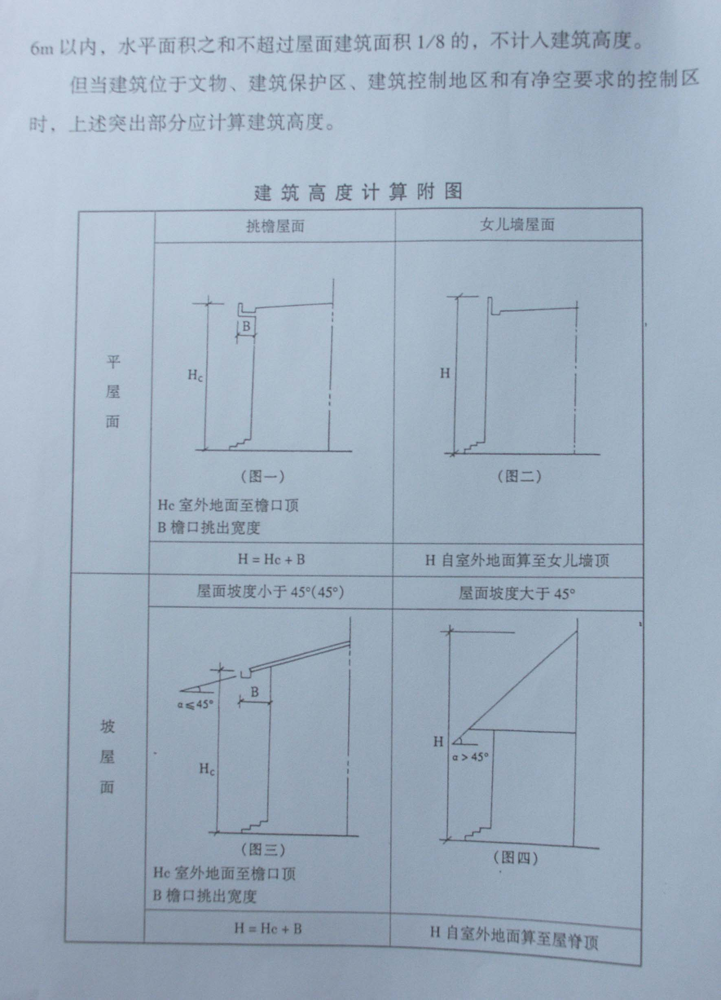 6m 以内，水平面积之和不超过屋面建筑面积 1/8 的，不计入建筑高度。
但当建筑位于文物、建筑保护区、建筑控制地区和有净空要求的控制区
时，上述突出部分应计算建筑高度。
建筑高度计算附图
挑檐屋面
女儿墙屋面
平屋面
B
Hc
(图一)
Hc 室外地面至檐口顶
B 檐口挑出宽度
H
(图二)
H = Hc + B
H 自室外地面算至女儿墙顶
屋面坡度小于 45°(45°)
屋面坡度大于 45°
坡屋面
α≤45°
B
Hc
(图三)
Hc 室外地面至檐口顶
B 檐口挑出宽度
H
α > 45°
(图四)
H = Hc + B
H 自室外地面算至屋脊顶